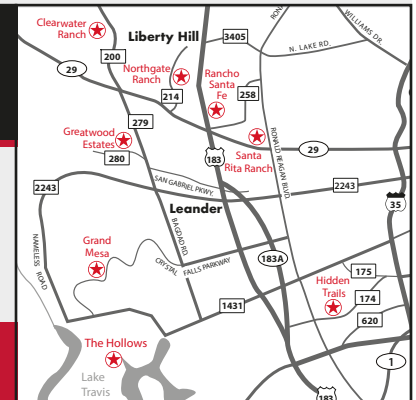 Clearwater
Ranch
Liberty Hill
3405
RON
WILLIAMS DR.
N. LAKE RD.
200
29
Northgate
Ranch
Rancho
Santa
Fe
214
258
279
Greatwood
Estates
280
183
Santa
Rita Ranch
29
RONALD REAGAN BLVD.
2243
SAN GABRIEL PKWY.
2243
35
Leander
NAMELESS ROAD
BAGDAD RD.
Grand
Mesa
CRYSTAL FALLS PARKWAY
183A
175
Hidden
Trails
174
1431
620
The Hollows
1
Lake
Travis
183